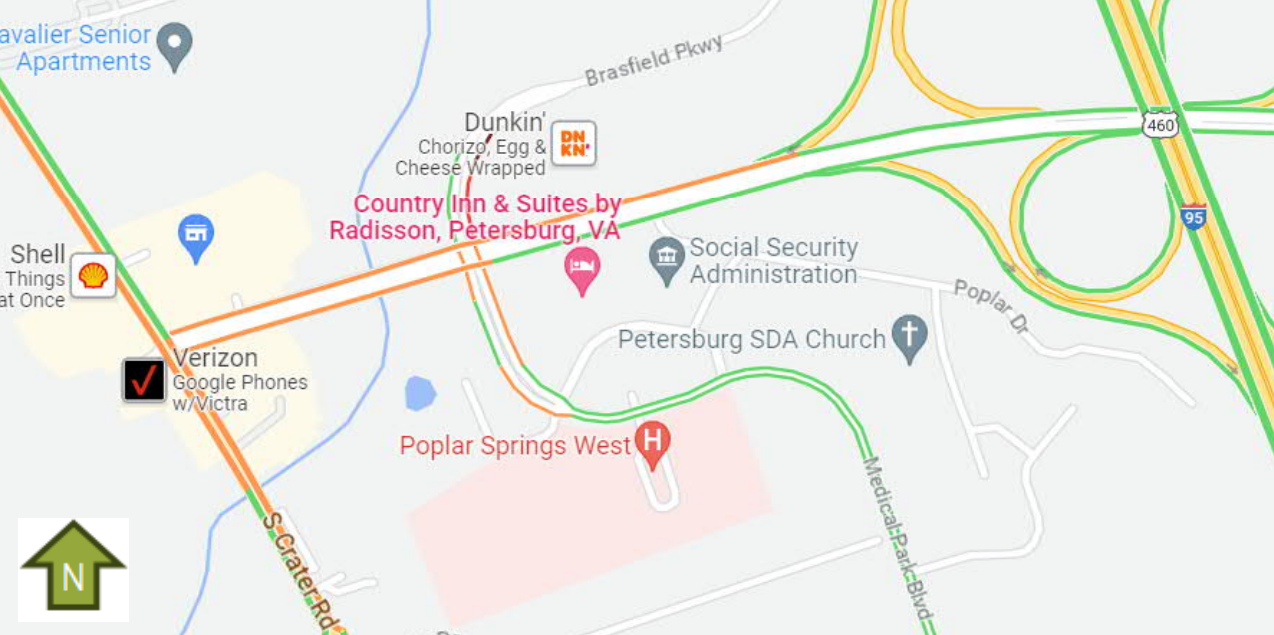 avalier Senior
Apartments
Brasfield Pkwy
Dunkin'
Chorizo, Egg &
Cheese Wrapped
DN
KN'
460
Country Inn & Suites by
Radisson, Petersburg, VA
95
Shell
Things
at Once
Social Security
Administration
Poplar Dr
Petersburg SDA Church
Verizon
Google Phones
w/Victra
Poplar Springs West
H
Medical Park Blvd
S Crater Rd
N